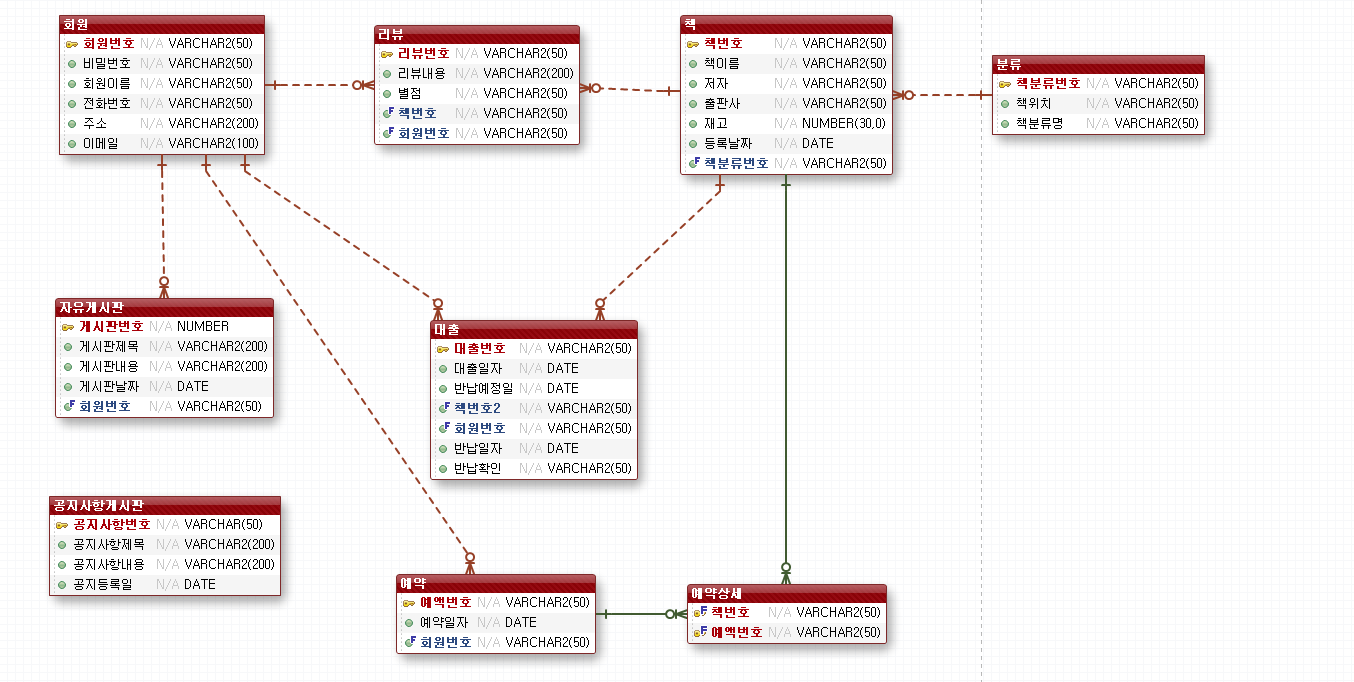 회원
회원번호 N/A VARCHAR2(50)
비밀번호 N/A VARCHAR2(50)
회원이름 N/A VARCHAR2(50)
전화번호 N/A VARCHAR2(50)
주소 N/A VARCHAR2(200)
이메일 N/A VARCHAR2(100)
리뷰
리뷰번호 N/A VARCHAR2(50)
리뷰내용 N/A VARCHAR2(200)
별점 N/A VARCHAR2(50)
책번호 N/A VARCHAR2(50)
회원번호 N/A VARCHAR2(50)
책
책번호 N/A VARCHAR2(50)
책이름 N/A VARCHAR2(50)
저자 N/A VARCHAR2(50)
출판사 N/A VARCHAR2(50)
재고 N/A NUMBER(30,0)
등록날짜 N/A DATE
책분류번호 N/A VARCHAR2(50)
분류
책분류번호 N/A VARCHAR2(50)
책위치 N/A VARCHAR2(50)
책분류명 N/A VARCHAR2(50)
자유게시판
게시판번호 N/A NUMBER
게시판제목 N/A VARCHAR2(200)
게시판내용 N/A VARCHAR2(200)
게시판날짜 N/A DATE
회원번호 N/A VARCHAR2(50)
대출
대출번호 N/A VARCHAR2(50)
대출일자 N/A DATE
반납예정일 N/A DATE
책번호2 N/A VARCHAR2(50)
회원번호 N/A VARCHAR2(50)
반납일자 N/A DATE
반납확인 N/A VARCHAR2(50)
공지사항게시판
공지사항번호 N/A VARCHAR(50)
공지사항제목 N/A VARCHAR2(200)
공지사항내용 N/A VARCHAR2(200)
공지등록일 N/A DATE
예약
예액번호 N/A VARCHAR2(50)
예약일자 N/A DATE
회원번호 N/A VARCHAR2(50)
예약상세
책번호 N/A VARCHAR2(50)
예액번호 N/A VARCHAR2(50)